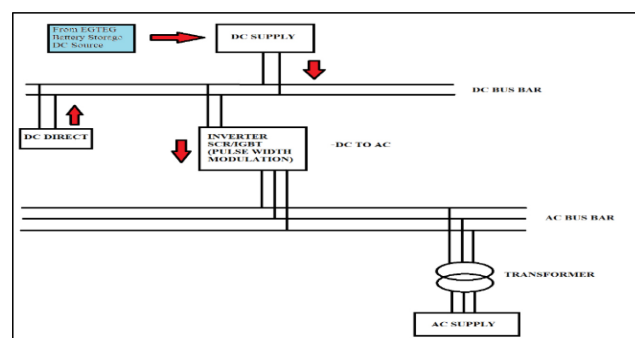 From EGTEG
Battery Storage
DC Source
DC SUPPLY
DC BUS BAR
DC DIRECT
INVERTER
SCR/IGBT
(PULSE WIDTH
MODULATION)
-DC TO AC
AC BUS BAR
TRANSFORMER
AC SUPPLY